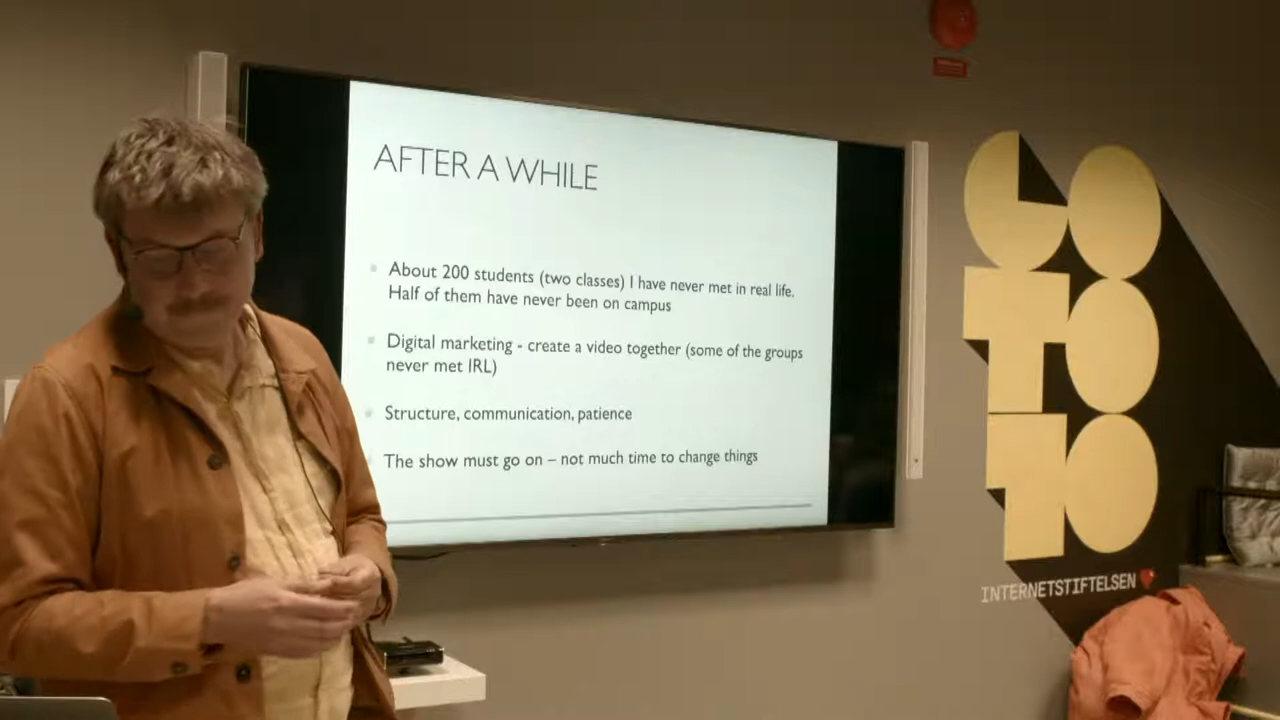 AFTER A WHILE
About 200 students (two classes) I have never met in real life.
Half of them have never been on campus
Digital marketing - create a video together (some of the groups
never met IRL)
Structure, communication, patience
The show must go on – not much time to change things
GOTO 10
INTERNETSTIFTELSEN